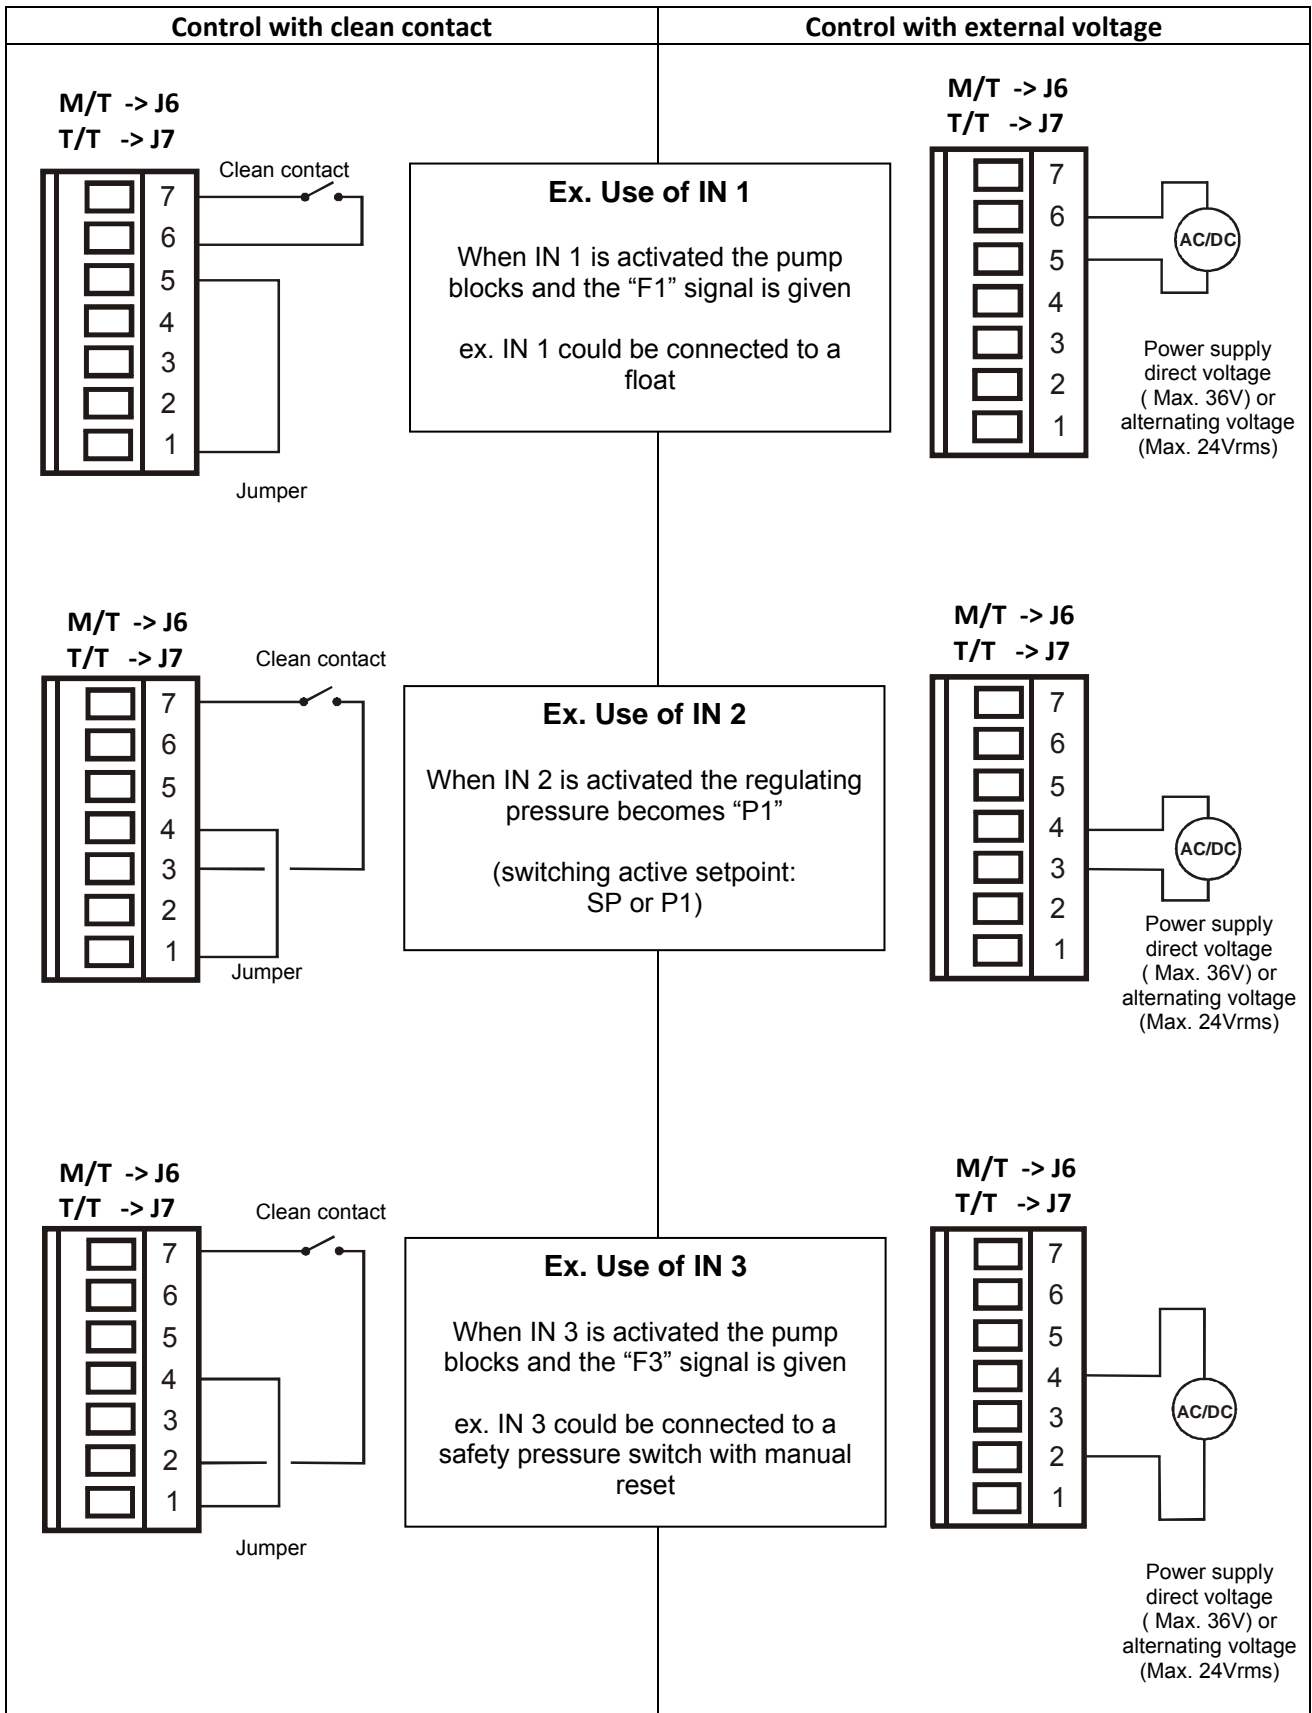 Control with clean contact
Control with external voltage
M/T -> J6
T/T -> J7
Clean contact
7
6
5
4
3
2
1
Jumper
Ex. Use of IN 1
When IN 1 is activated the pump
blocks and the “F1” signal is given
ex. IN 1 could be connected to a
float
M/T -> J6
T/T -> J7
7
6
5
4
3
2
1
AC/DC
Power supply
direct voltage
( Max. 36V) or
alternating voltage
(Max. 24Vrms)
M/T -> J6
T/T -> J7
Clean contact
7
6
5
4
3
2
1
Jumper
Ex. Use of IN 2
When IN 2 is activated the regulating
pressure becomes “P1”
(switching active setpoint:
SP or P1)
M/T -> J6
T/T -> J7
7
6
5
4
3
2
1
AC/DC
Power supply
direct voltage
( Max. 36V) or
alternating voltage
(Max. 24Vrms)
M/T -> J6
T/T -> J7
Clean contact
7
6
5
4
3
2
1
Jumper
Ex. Use of IN 3
When IN 3 is activated the pump
blocks and the “F3” signal is given
ex. IN 3 could be connected to a
safety pressure switch with manual
reset
M/T -> J6
T/T -> J7
7
6
5
4
3
2
1
AC/DC
Power supply
direct voltage
( Max. 36V) or
alternating voltage
(Max. 24Vrms)